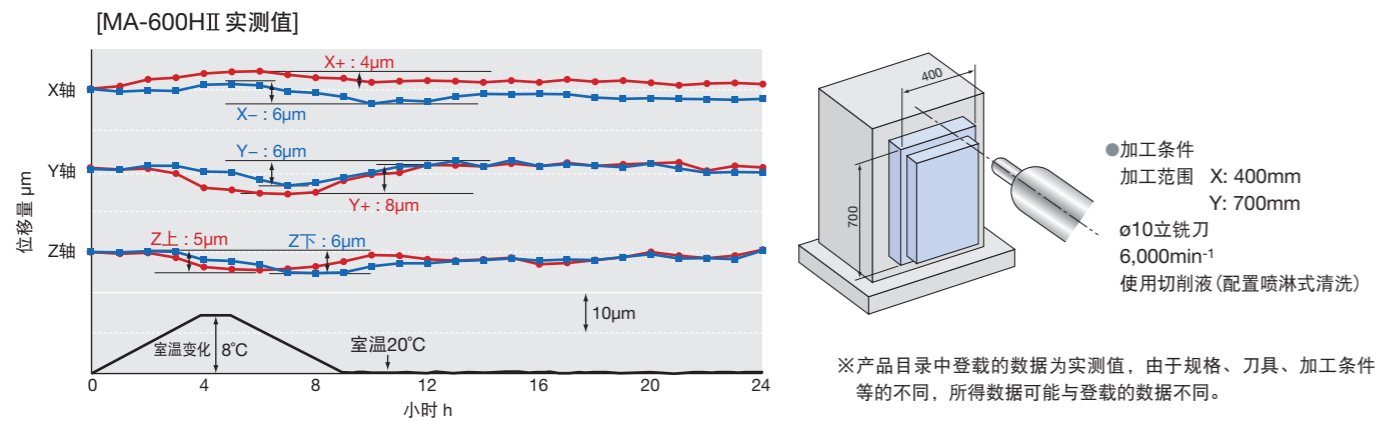 [MA-600HⅡ 实测值]
位移量 μm
X轴
Y轴
Z轴
X+ : 4μm
X− : 6μm
Y− : 6μm
Y+ : 8μm
Z上 : 5μm
Z下 : 6μm
10μm
室温变化
8℃
室温20℃
0
4
8
12
16
20
24
小时 h
400
700
●加工条件
加工范围 X: 400mm
Y: 700mm
ø10立铣刀
6,000min-1
使用切削液(配置喷淋式清洗)
※产品目录中登载的数据为实测值，由于规格、刀具、加工条件
等的不同，所得数据可能与登载的数据不同。